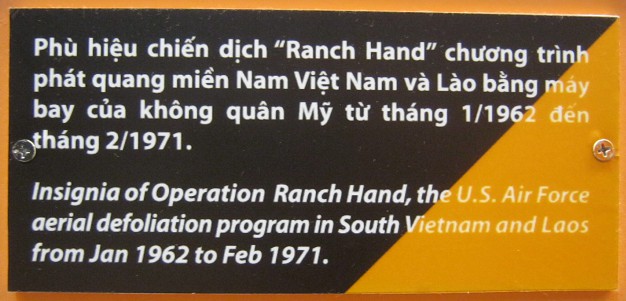 Phù hiệu chiến dịch “Ranch Hand” chương trình
phát quang miền Nam Việt Nam và Lào bằng máy
bay của không quân Mỹ từ tháng 1/1962 đến
tháng 2/1971.
Insignia of Operation Ranch Hand, the U.S. Air Force
aerial defoliation program in South Vietnam and Laos
from Jan 1962 to Feb 1971.